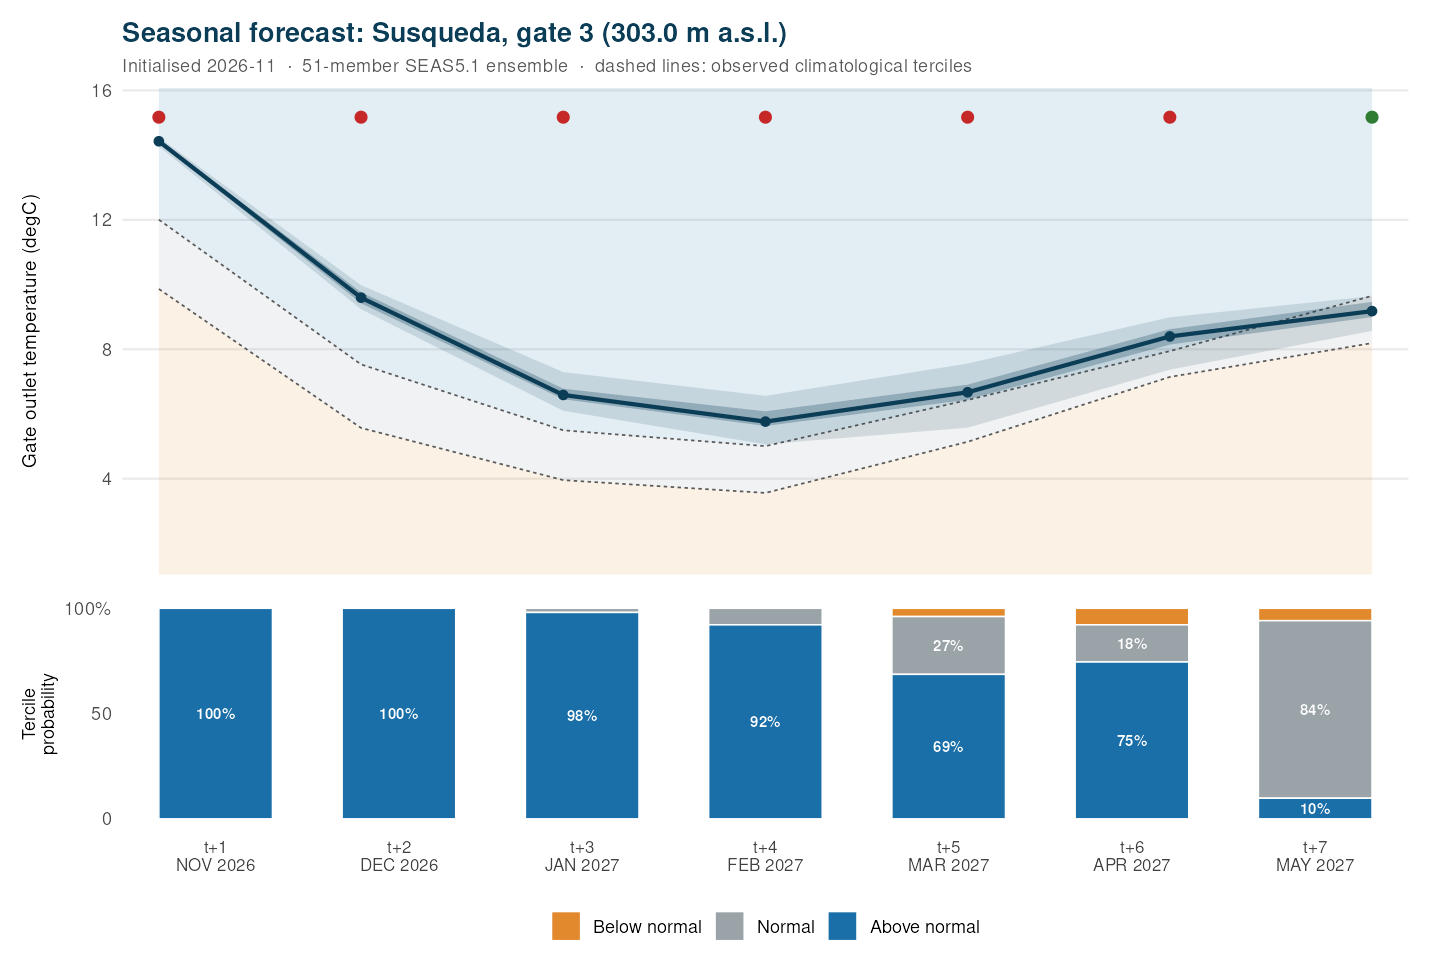 Seasonal forecast: Susqueda, gate 3 (303.0 m a.s.l.)
Initialised 2026-11 · 51-member SEAS5.1 ensemble · dashed lines: observed climatological terciles
Gate outlet temperature (degC)
16
12
8
4
Tercile
probability
100%
50
0
100%
100%
98%
92%
27%
69%
18%
75%
84%
10%
t+1
NOV 2026
t+2
DEC 2026
t+3
JAN 2027
t+4
FEB 2027
t+5
MAR 2027
t+6
APR 2027
t+7
MAY 2027
Below normal
Normal
Above normal